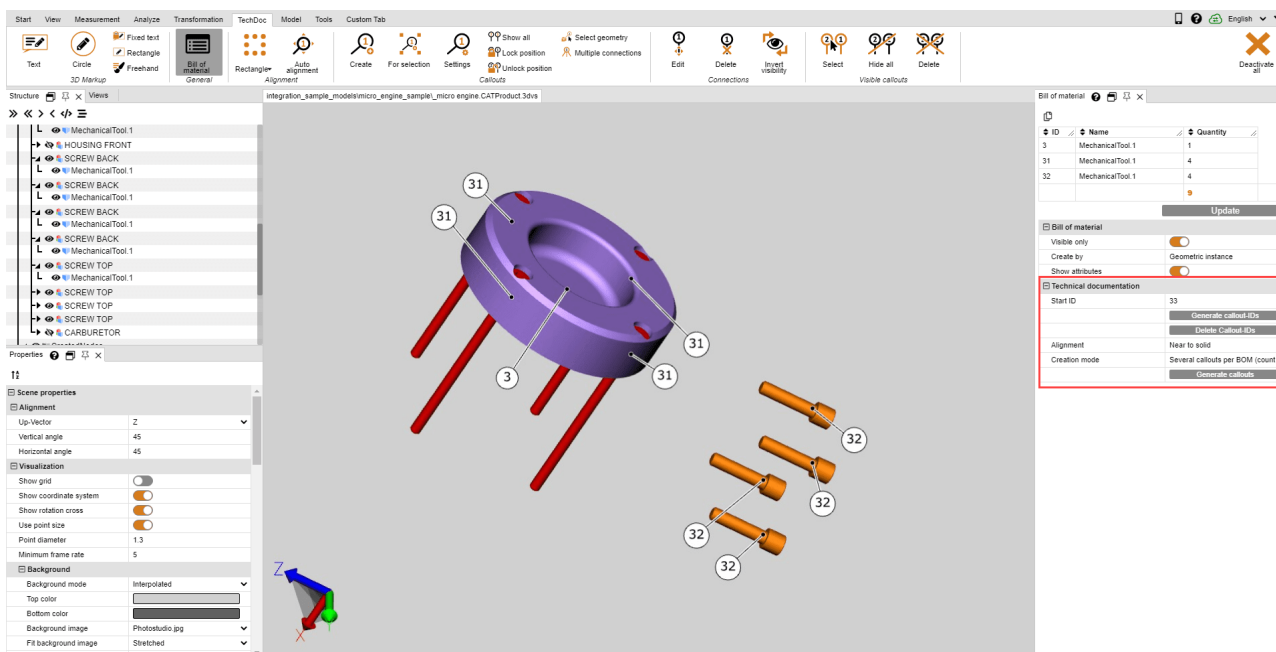 Start View Measurement Analyze Transformation TechDoc Model Tools Custom Tab English
Text
Circle
Fixed text
Rectangle
Freehand
3D Markup
Bill of
material
General
Rectangle
Auto
alignment
Alignment
Create
For selection
Settings
Show all
Lock position
Unlock position
Select geometry
Multiple connections
Callouts
Edit
Delete
Invert
visibility
Connections
Select
Hide all
Delete
Visible callouts
Deactivate
all
Structure
Views
MechanicalTool.1
HOUSING FRONT
SCREW BACK
MechanicalTool.1
SCREW BACK
MechanicalTool.1
SCREW BACK
MechanicalTool.1
SCREW BACK
MechanicalTool.1
SCREW TOP
MechanicalTool.1
SCREW TOP
SCREW TOP
SCREW TOP
CARBURETOR
Properties
Scene properties
Alignment
Up-Vector Z
Vertical angle 45
Horizontal angle 45
Visualization
Show grid
Show coordinate system
Show rotation cross
Use point size
Point diameter 1.3
Minimum frame rate 5
Background
Background mode Interpolated
Top color
Bottom color
Background image Photostudio.jpg
Fit background image Stretched
integration_sample_models\micro_engine_sample\_micro engine.CATProduct.3dvs
31
31
31
31
3
32
32
32
32
Z
X
Bill of material
ID Name Quantity
3 MechanicalTool.1 1
31 MechanicalTool.1 4
32 MechanicalTool.1 4
9
Update
Bill of material
Visible only
Create by Geometric instance
Show attributes
Technical documentation
Start ID 33
Generate callout-IDs
Delete Callout-IDs
Alignment Near to solid
Creation mode Several callouts per BOM (count
Generate callouts